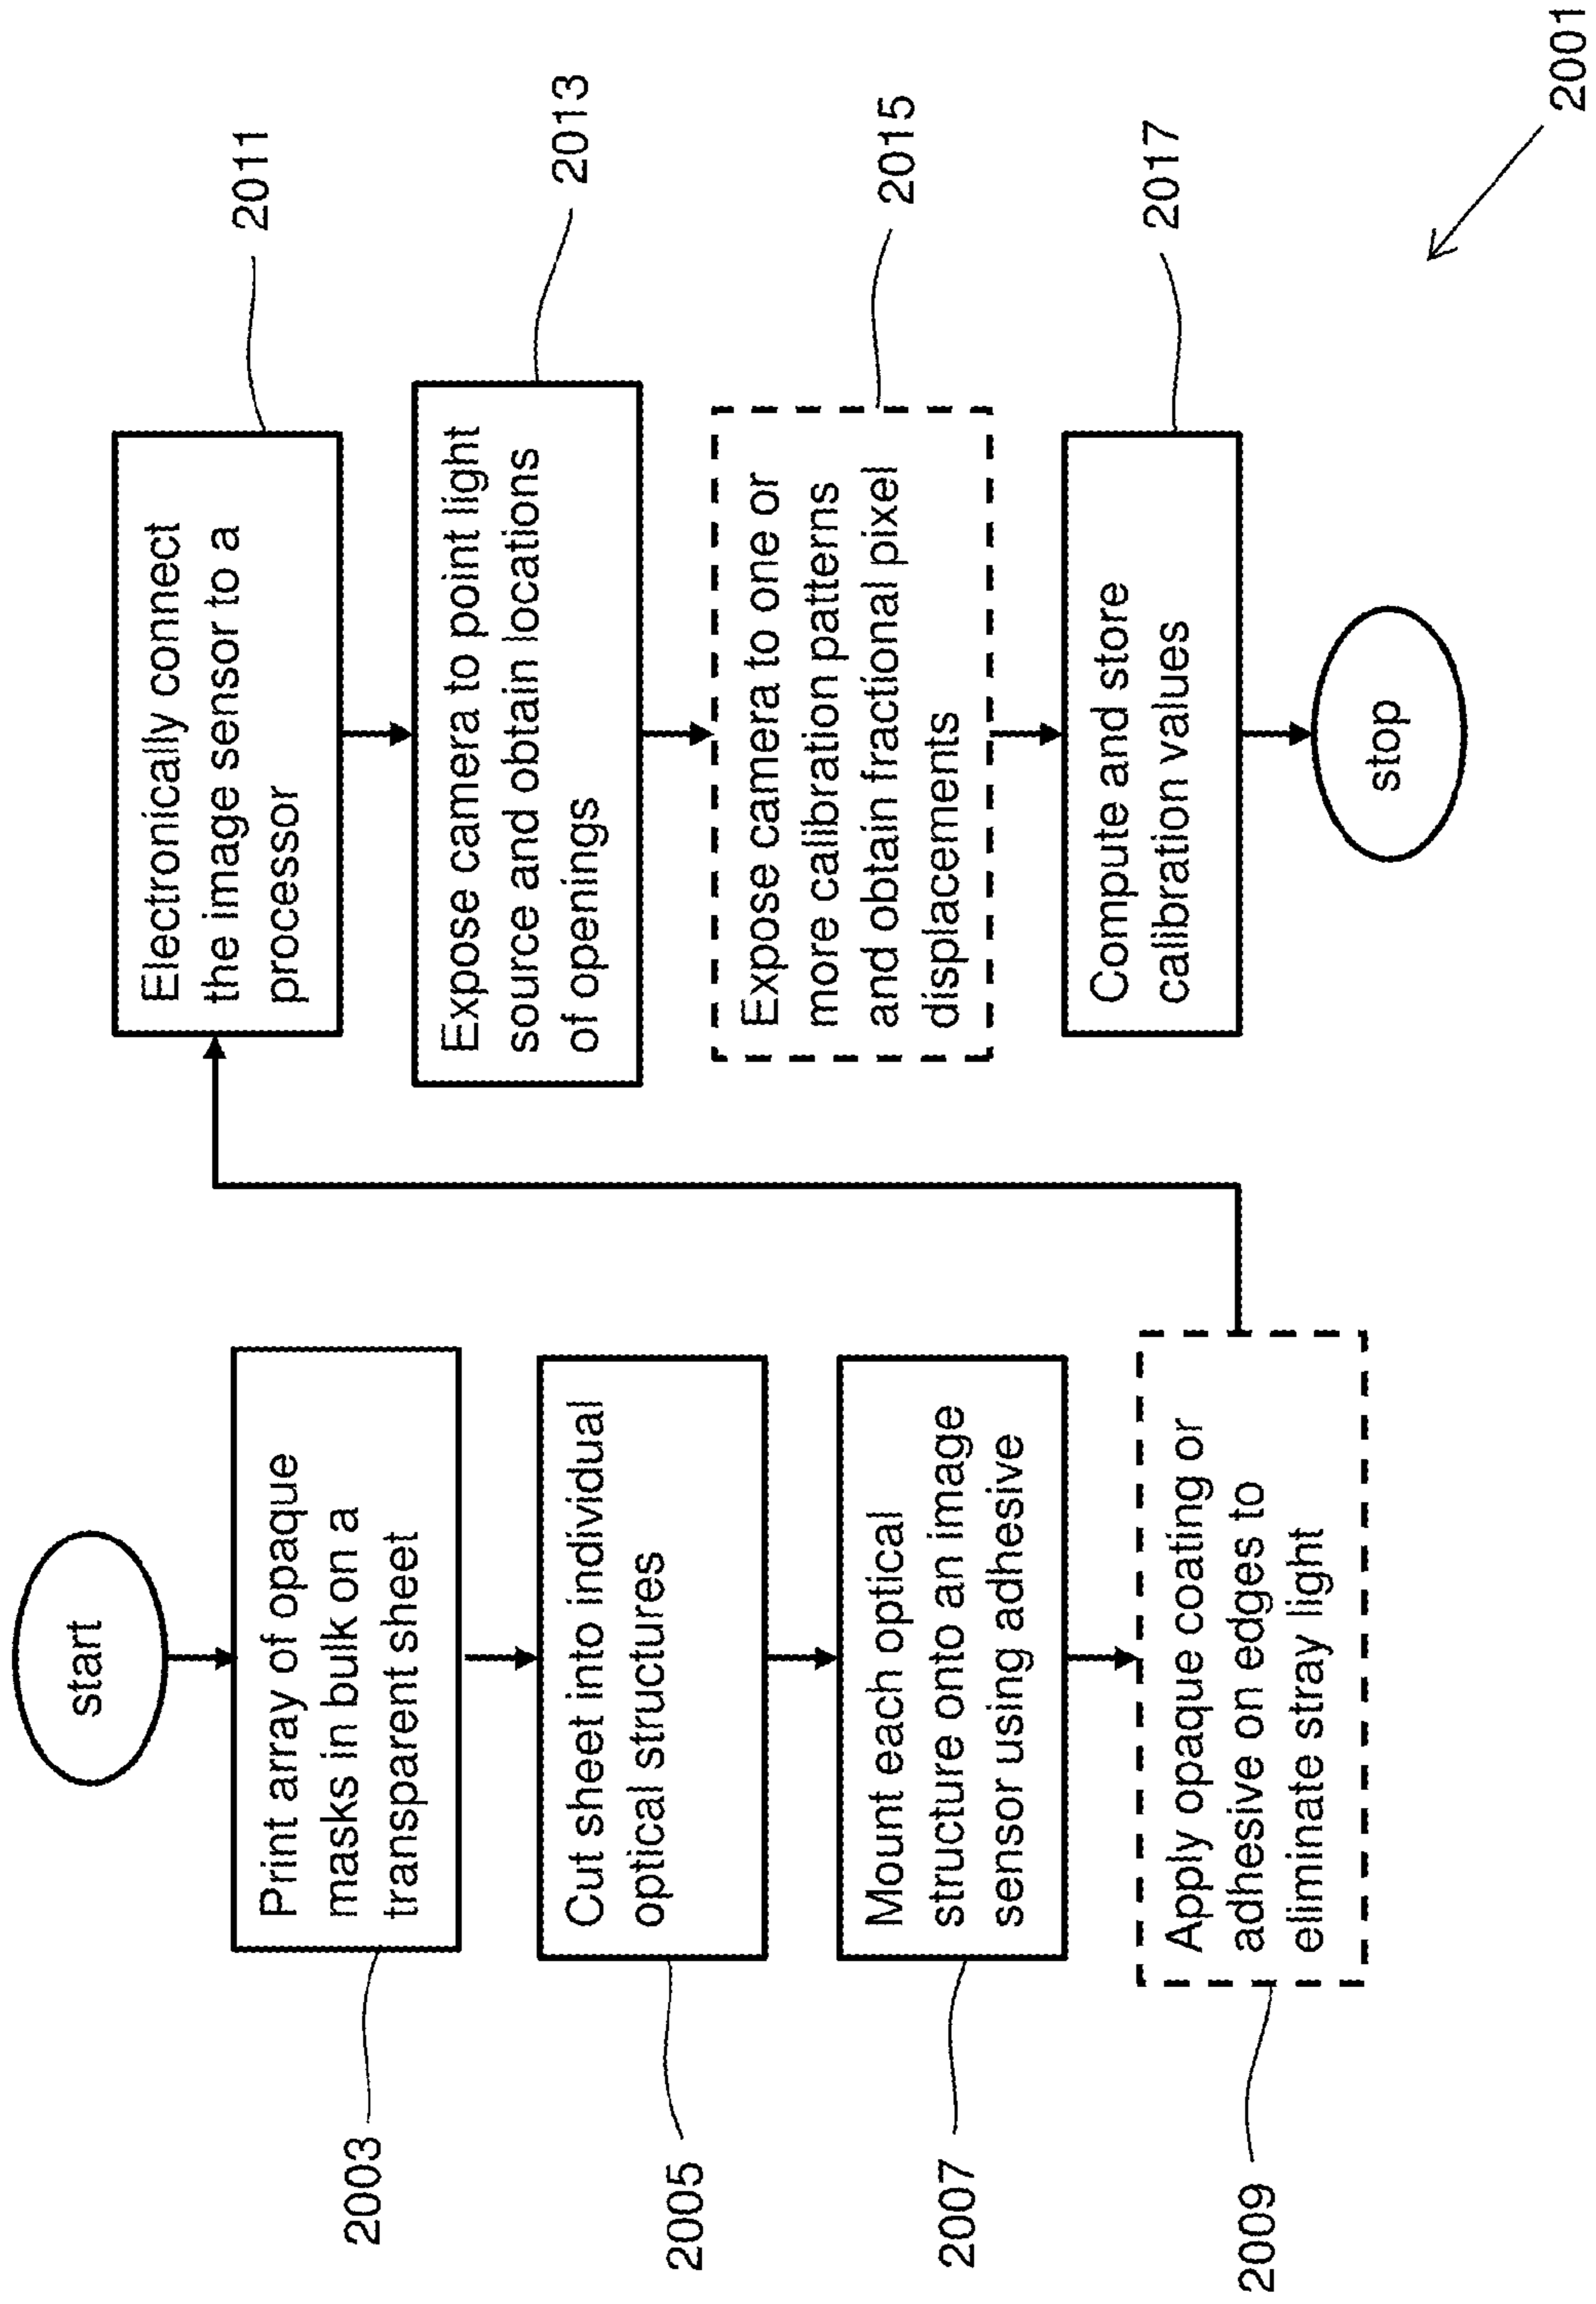 start
2003
Print array of opaque
masks in bulk on a
transparent sheet
2005
Cut sheet into individual
optical structures
2007
Mount each optical
structure onto an image
sensor using adhesive
2009
Apply opaque coating or
adhesive on edges to
eliminate stray light
Electronically connect
the image sensor to a
processor
2011
Expose camera to point light
source and obtain locations
of openings
2013
Expose camera to one or
more calibration patterns
and obtain fractional pixel
displacements
2015
Compute and store
calibration values
2017
stop
2001